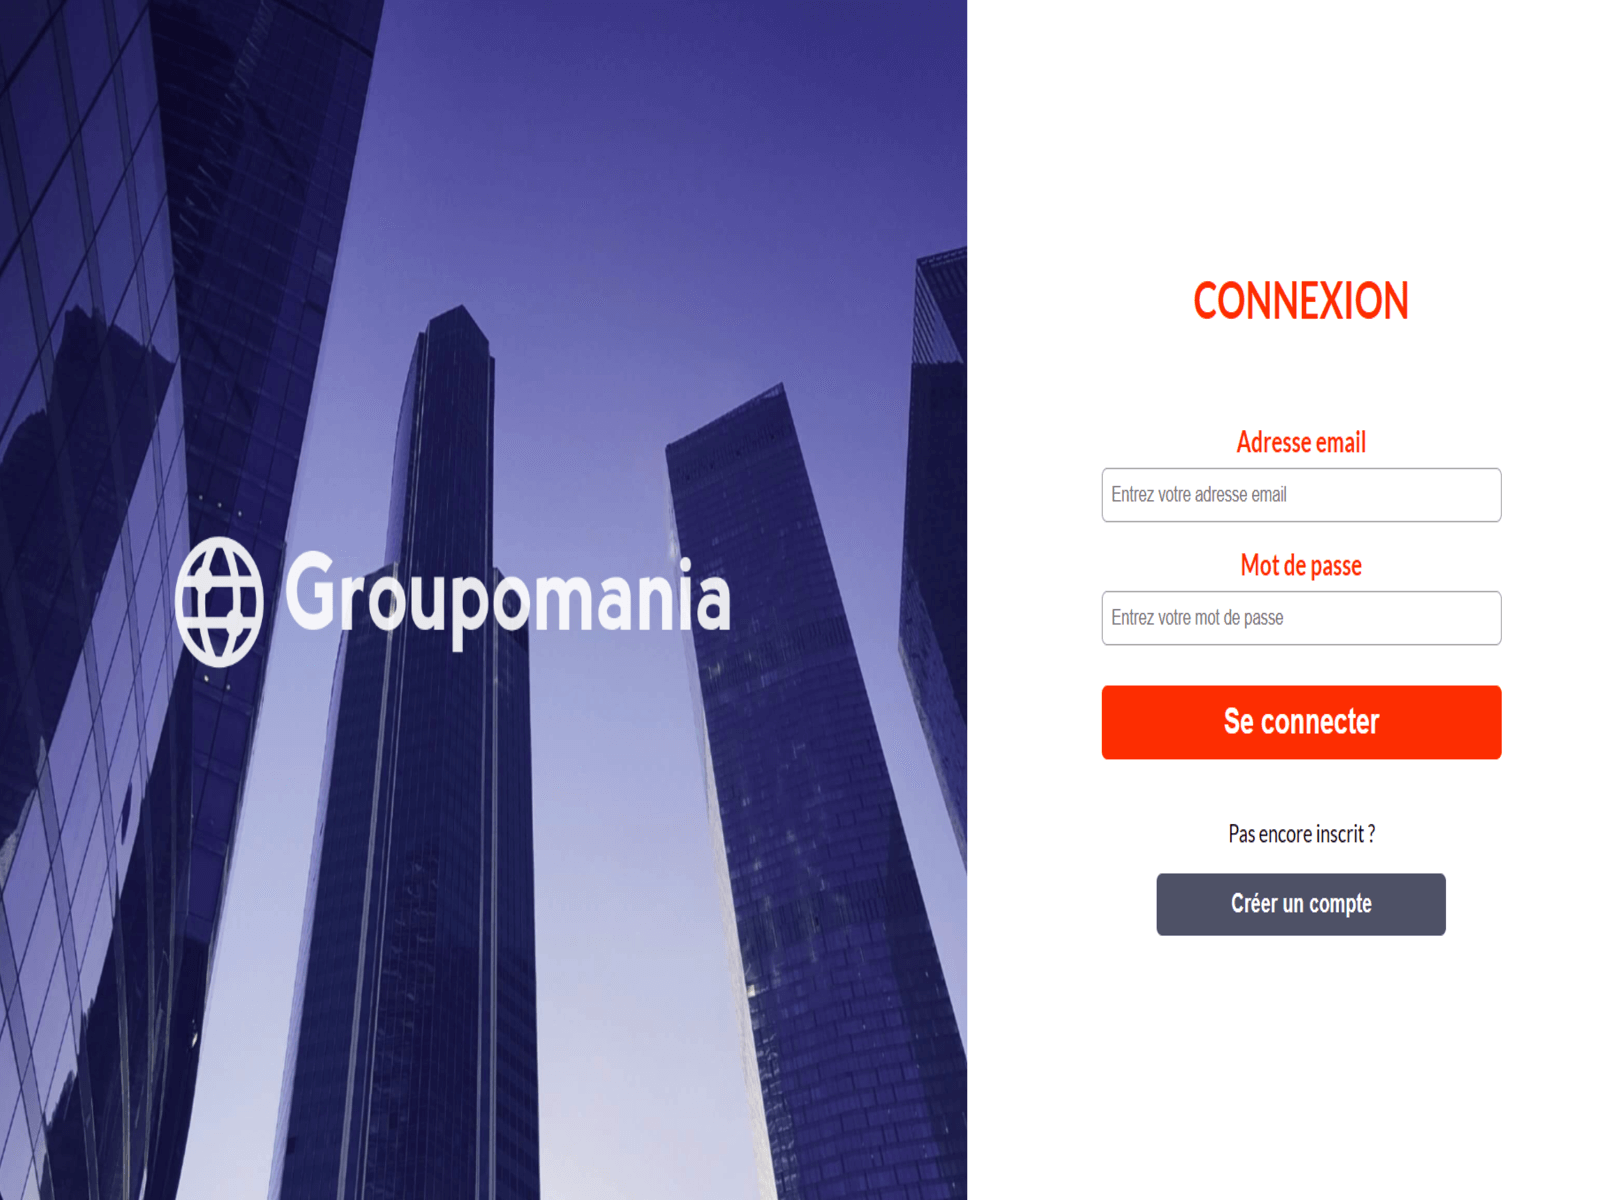 Groupomania
CONNEXION
Adresse email
Entrez votre adresse email
Mot de passe
Entrez votre mot de passe
Se connecter
Pas encore inscrit ?
Créer un compte